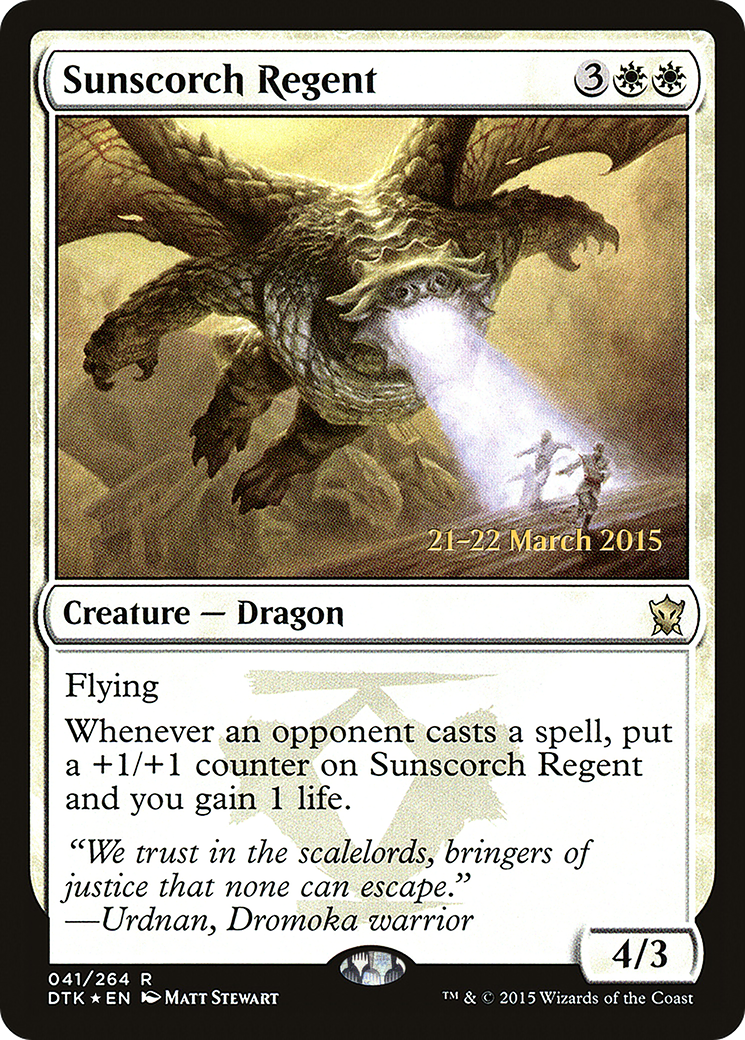 Sunscorch Regent
3
21–22 March 2015
Creature — Dragon
Flying
Whenever an opponent casts a spell, put
a +1/+1 counter on Sunscorch Regent
and you gain 1 life.
“We trust in the scalelords, bringers of
justice that none can escape.”
—Urdnan, Dromoka warrior
4/3
041/264 R
DTK ★ EN Matt Stewart
™ & © 2015 Wizards of the Coast